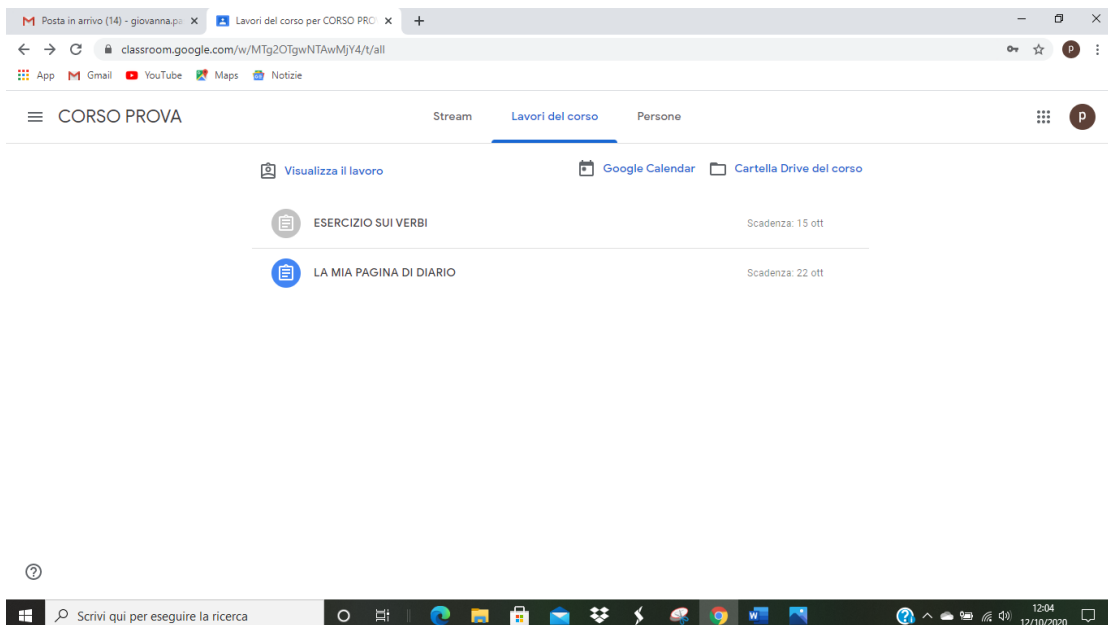 Posta in arrivo (14) - giovanna.pa
Lavori del corso per CORSO PRO
classroom.google.com/w/MTg2OTgwNTAwMjY4/t/all
App Gmail YouTube Maps Notizie
CORSO PROVA Stream Lavori del corso Persone p
Visualizza il lavoro Google Calendar Cartella Drive del corso
ESERCIZIO SUI VERBI Scadenza: 15 ott
LA MIA PAGINA DI DIARIO Scadenza: 22 ott
Scrivi qui per eseguire la ricerca
12:04
12/10/2020